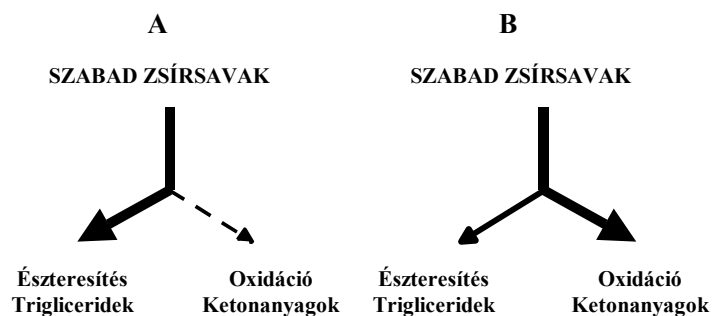 A
SZABAD ZSÍRSAVAK
Észteresítés
Trigliceridek
Oxidáció
Ketonanyagok
B
SZABAD ZSÍRSAVAK
Észteresítés
Trigliceridek
Oxidáció
Ketonanyagok